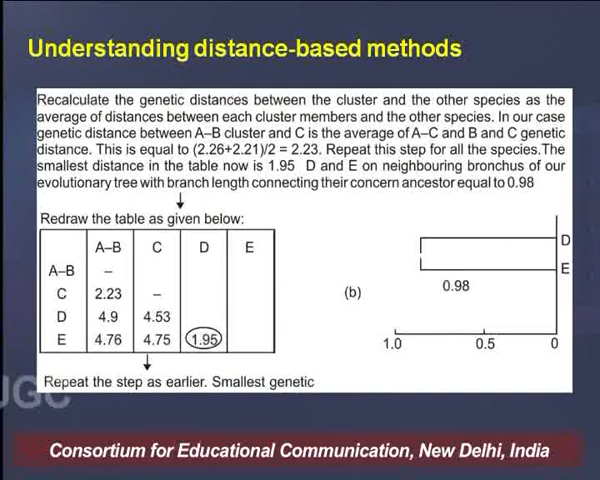 Understanding distance-based methods
Recalculate the genetic distances between the cluster and the other species as the
average of distances between each cluster members and the other species. In our case
genetic distance between A–B cluster and C is the average of A–C and B and C genetic
distance. This is equal to (2.26+2.21)/2 = 2.23. Repeat this step for all the species.The
smallest distance in the table now is 1.95 D and E on neighbouring bronchus of our
evolutionary tree with branch length connecting their concern ancestor equal to 0.98
Redraw the table as given below:
A–B C D E
A–B –
C 2.23 –
D 4.9 4.53
E 4.76 4.75 1.95
Repeat the step as earlier. Smallest genetic
D
E
0.98
(b)
1.0 0.5 0
UGC
Consortium for Educational Communication, New Delhi, India